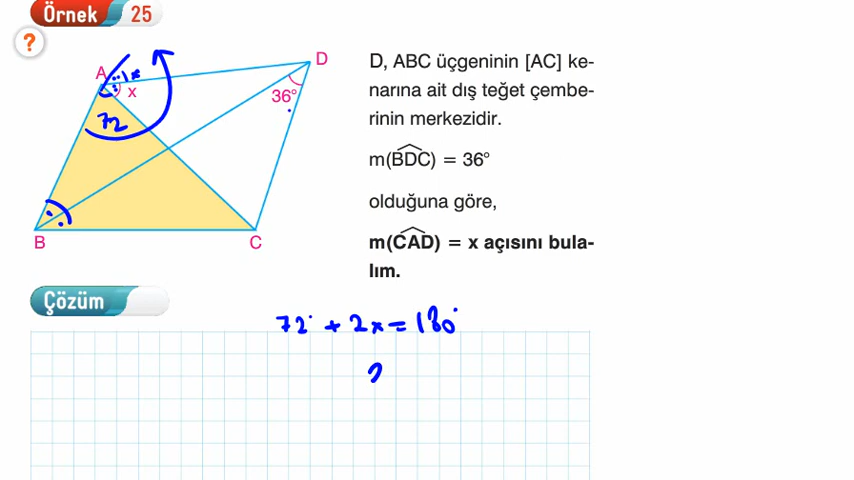 Örnek 25
?
A
x
x
D
36°
72
B
C
D, ABC üçgeninin [AC] ke-
narına ait dış teğet çembe-
rinin merkezidir.
m(BDC) = 36°
olduğuna göre,
m(CAD) = x açısını bula-
lım.
Çözüm
72° + 2x = 180°
2